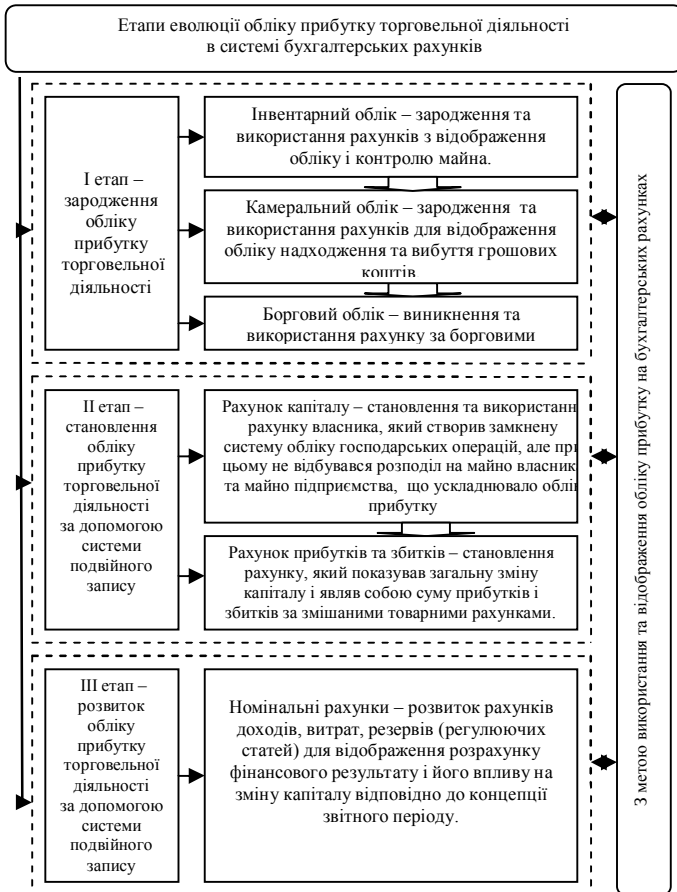 Етапи еволюції обліку прибутку торговельної діяльності
в системі бухгалтерських рахунків
І етап –
зародження
обліку
прибутку
торговельної
діяльності
Інвентарний облік – зародження та
використання рахунків з відображення
обліку і контролю майна.
Камеральний облік – зародження та
використання рахунків для відображення
обліку надходження та вибуття грошових
коштів
Борговий облік – виникнення та
використання рахунку за борговими
ІІ етап –
становлення
обліку
прибутку
торговельної
діяльності
за допомогою
системи
подвійного
запису
Рахунок капіталу – становлення та використанн
рахунку власника, який створив замкнену
систему обліку господарських операцій, але при
цьому не відбувався розподіл на майно власник
та майно підприємства, що ускладнювало облі
прибутку
Рахунок прибутків та збитків – становлення
рахунку, який показував загальну зміну
капіталу і являв собою суму прибутків і
збитків за змішаними товарними рахунками.
ІІІ етап –
розвиток
обліку
прибутку
торговельної
діяльності
за допомогою
системи
подвійного
запису
Номінальні рахунки – розвиток рахунків
доходів, витрат, резервів (регулюючих
статей) для відображення розрахунку
фінансового результату і його впливу на
зміну капіталу відповідно до концепції
звітного періоду.
З метою використання та відображення обліку прибутку на бухгалтерських рахунках